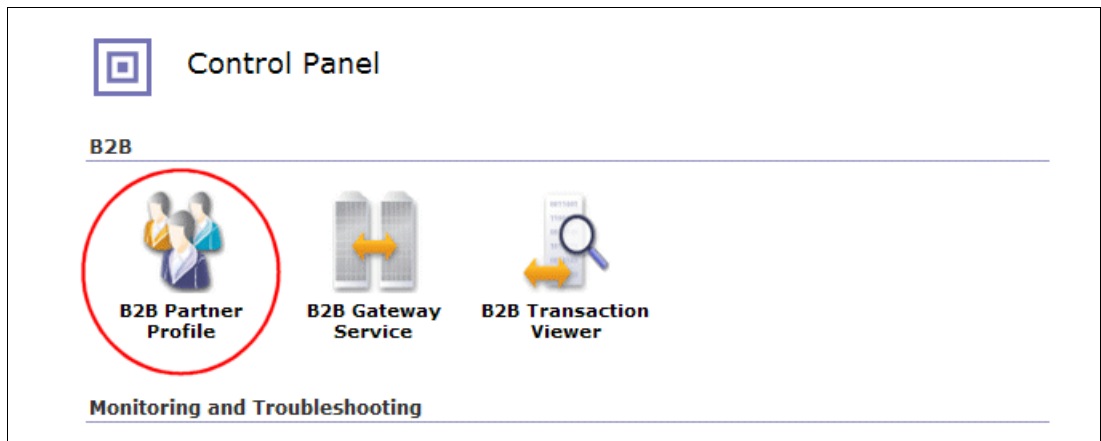 Control Panel
B2B
B2B Partner
Profile
B2B Gateway
Service
B2B Transaction
Viewer
Monitoring and Troubleshooting